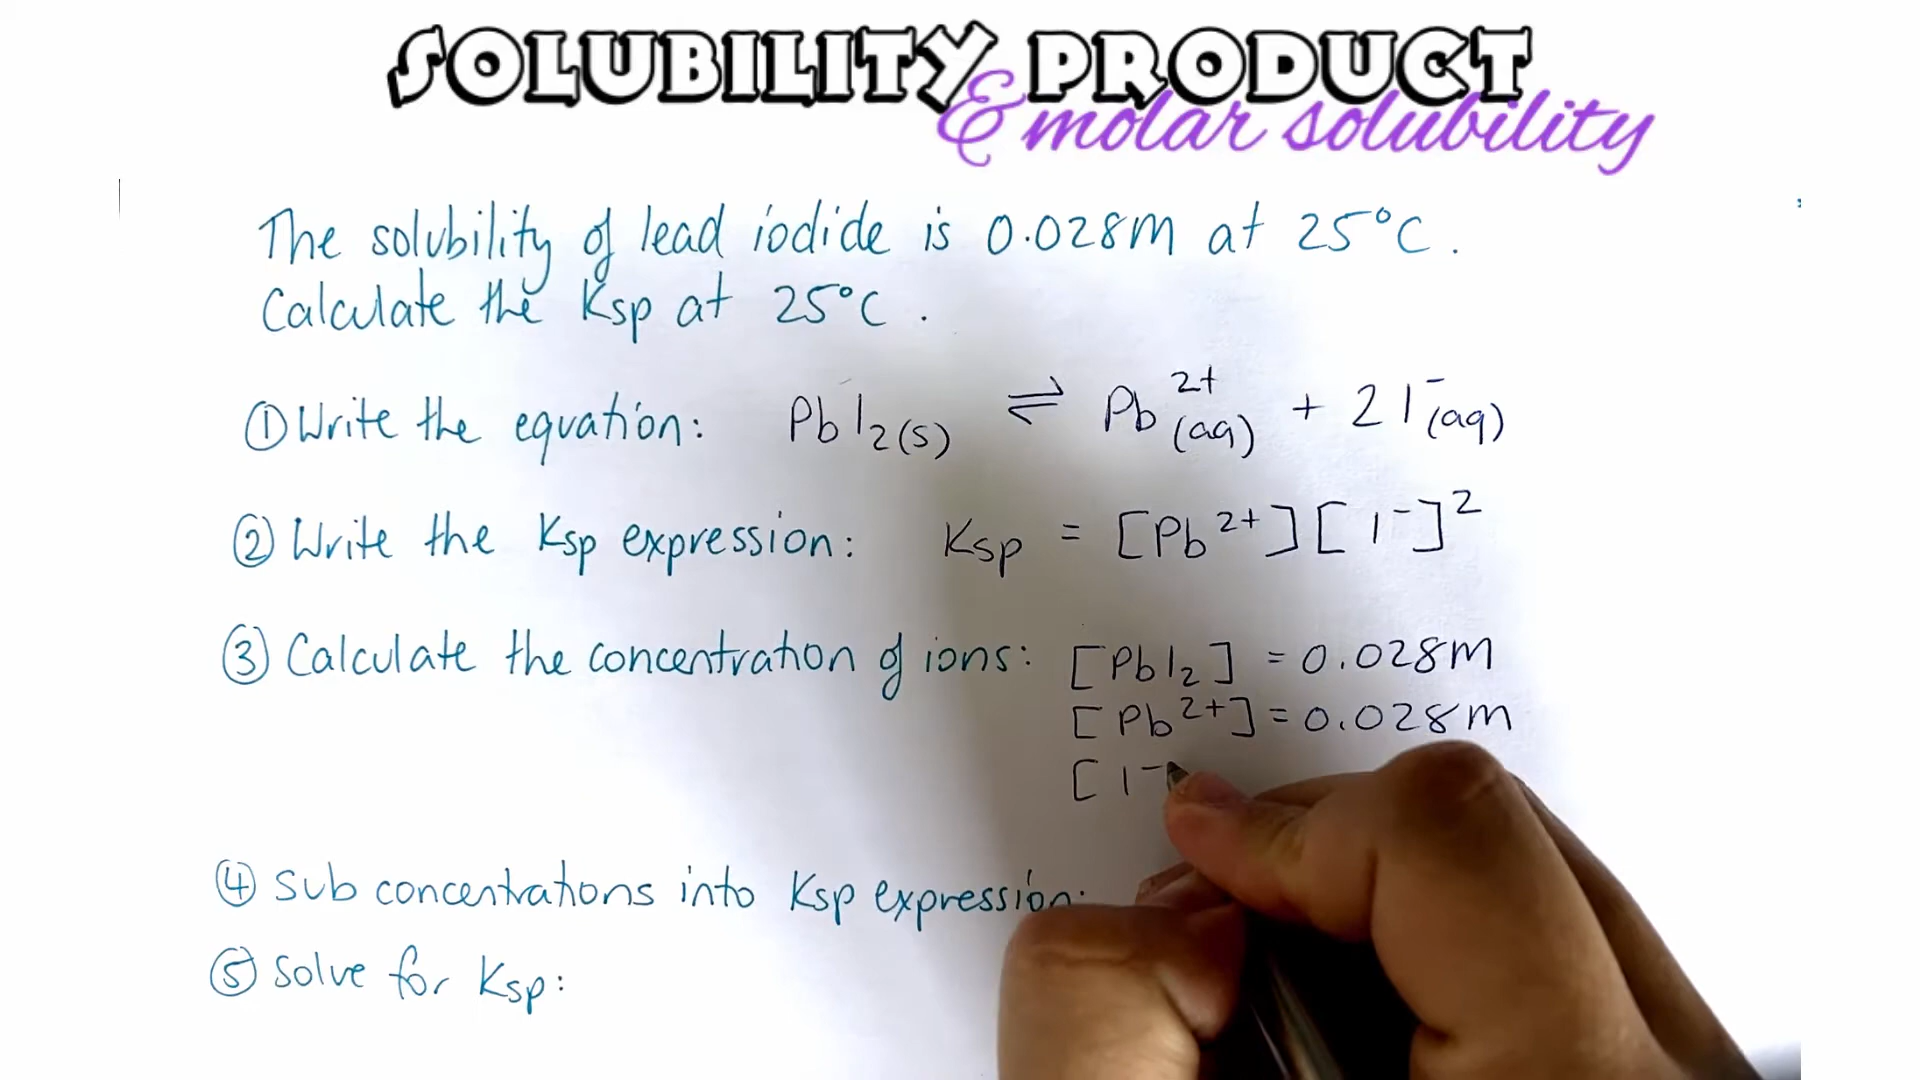 SOLUBILITY PRODUCT
& molar solubility
The solubility of lead iodide is 0.028M at 25°C.
Calculate the Ksp at 25°C.
① Write the equation: PbI₂(s) ⇌ Pb²⁺(aq) + 2I⁻(aq)
② Write the Ksp expression: Ksp = [Pb²⁺][I⁻]²
③ Calculate the concentration of ions: [PbI₂] = 0.028M
[Pb²⁺] = 0.028M
[I⁻
④ Sub concentrations into Ksp expression:
⑤ Solve for Ksp: